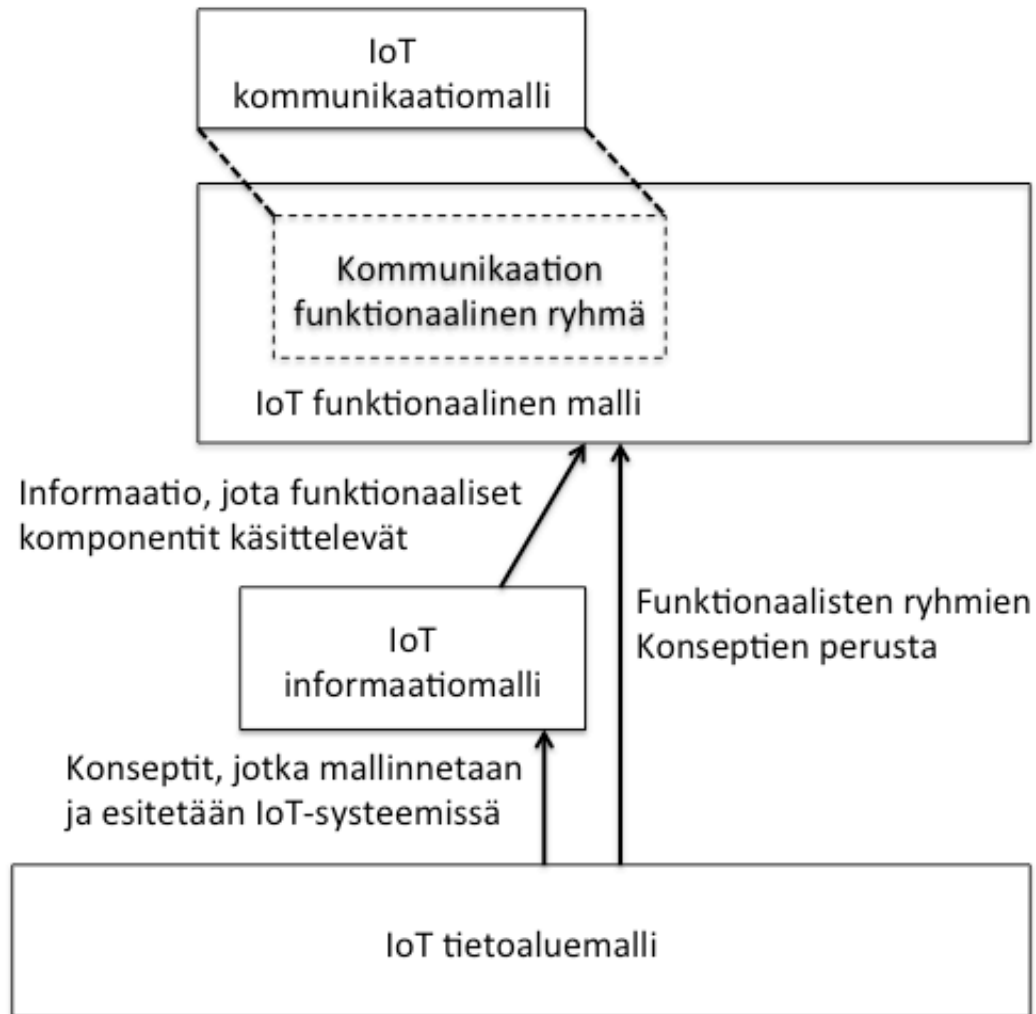 IoT
kommunikaatiomalli
Kommunikaation
funktionaalinen ryhmä
IoT funktionaalinen malli
Informaatio, jota funktionaaliset
komponentit käsittelevät
Funktionaalisten ryhmien
Konseptien perusta
IoT
informaatiomalli
Konseptit, jotka mallinnetaan
ja esitetään IoT-systeemissä
IoT tietoaluemalli